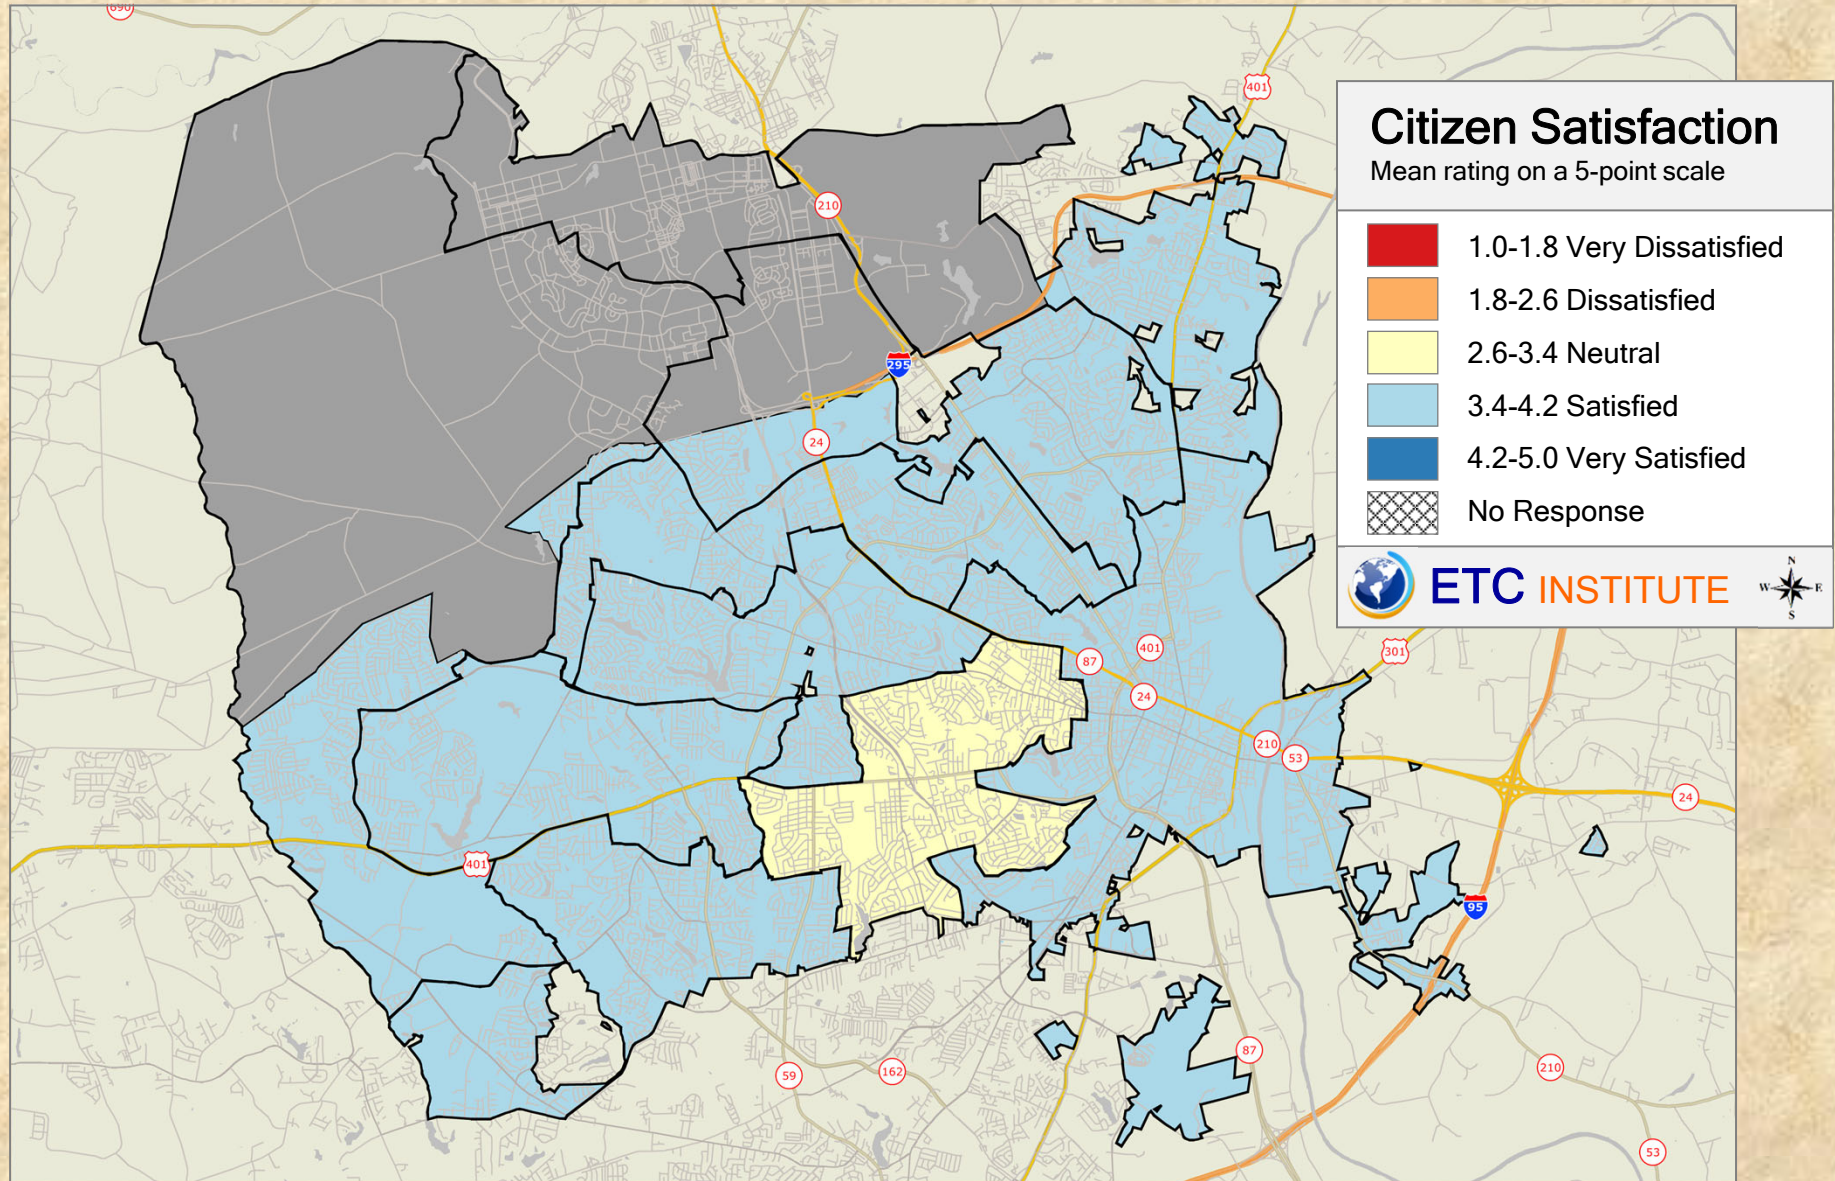 690
401
Citizen Satisfaction
Mean rating on a 5-point scale
210
1.0-1.8 Very Dissatisfied
1.8-2.6 Dissatisfied
2.6-3.4 Neutral
295
3.4-4.2 Satisfied
24
4.2-5.0 Very Satisfied
No Response
ETC INSTITUTE
N
W E
S
401
301
87
24
210
53
24
401
95
87
59
162
210
53